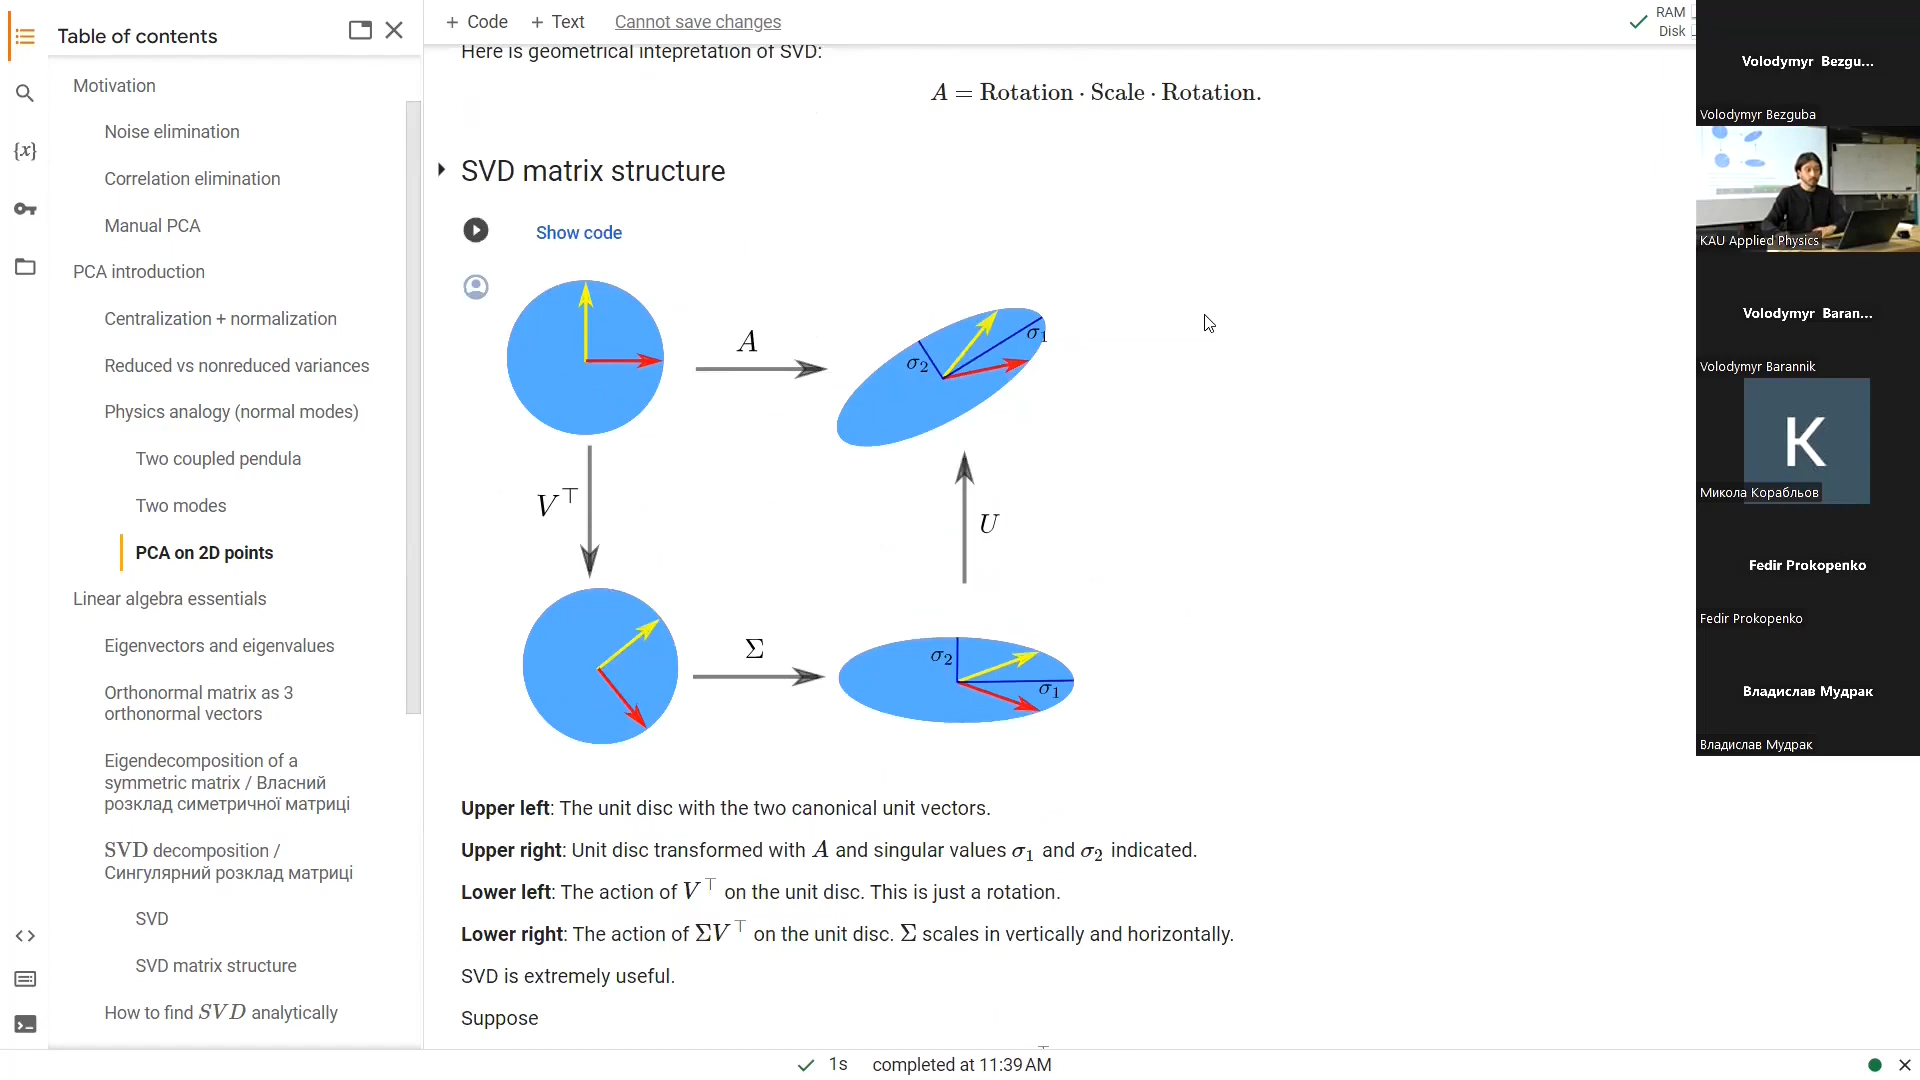 Table of contents
Motivation
Noise elimination
Correlation elimination
Manual PCA
PCA introduction
Centralization + normalization
Reduced vs nonreduced variances
Physics analogy (normal modes)
Two coupled pendula
Two modes
PCA on 2D points
Linear algebra essentials
Eigenvectors and eigenvalues
Orthonormal matrix as 3
orthonormal vectors
Eigendecomposition of a
symmetric matrix / Власний
розклад симетричної матриці
SVD decomposition /
Сингулярний розклад матриці
SVD
SVD matrix structure
How to find SVD analytically
{x}
+ Code + Text Cannot save changes
RAM
Disk
Here is geometrical intepretation of SVD:
A = Rotation · Scale · Rotation.
SVD matrix structure
Show code
A
σ₁
σ₂
V⊤
U
Σ
σ₂
σ₁
Upper left: The unit disc with the two canonical unit vectors.
Upper right: Unit disc transformed with A and singular values σ₁ and σ₂ indicated.
Lower left: The action of V⊤ on the unit disc. This is just a rotation.
Lower right: The action of ΣV⊤ on the unit disc. Σ scales in vertically and horizontally.
SVD is extremely useful.
Suppose
1s completed at 11:39 AM
Volodymyr Bezgu...
Volodymyr Bezguba
KAU Applied Physics
Volodymyr Baran...
Volodymyr Barannik
K
Микола Корабльов
Fedir Prokopenko
Fedir Prokopenko
Владислав Мудрак
Владислав Мудрак